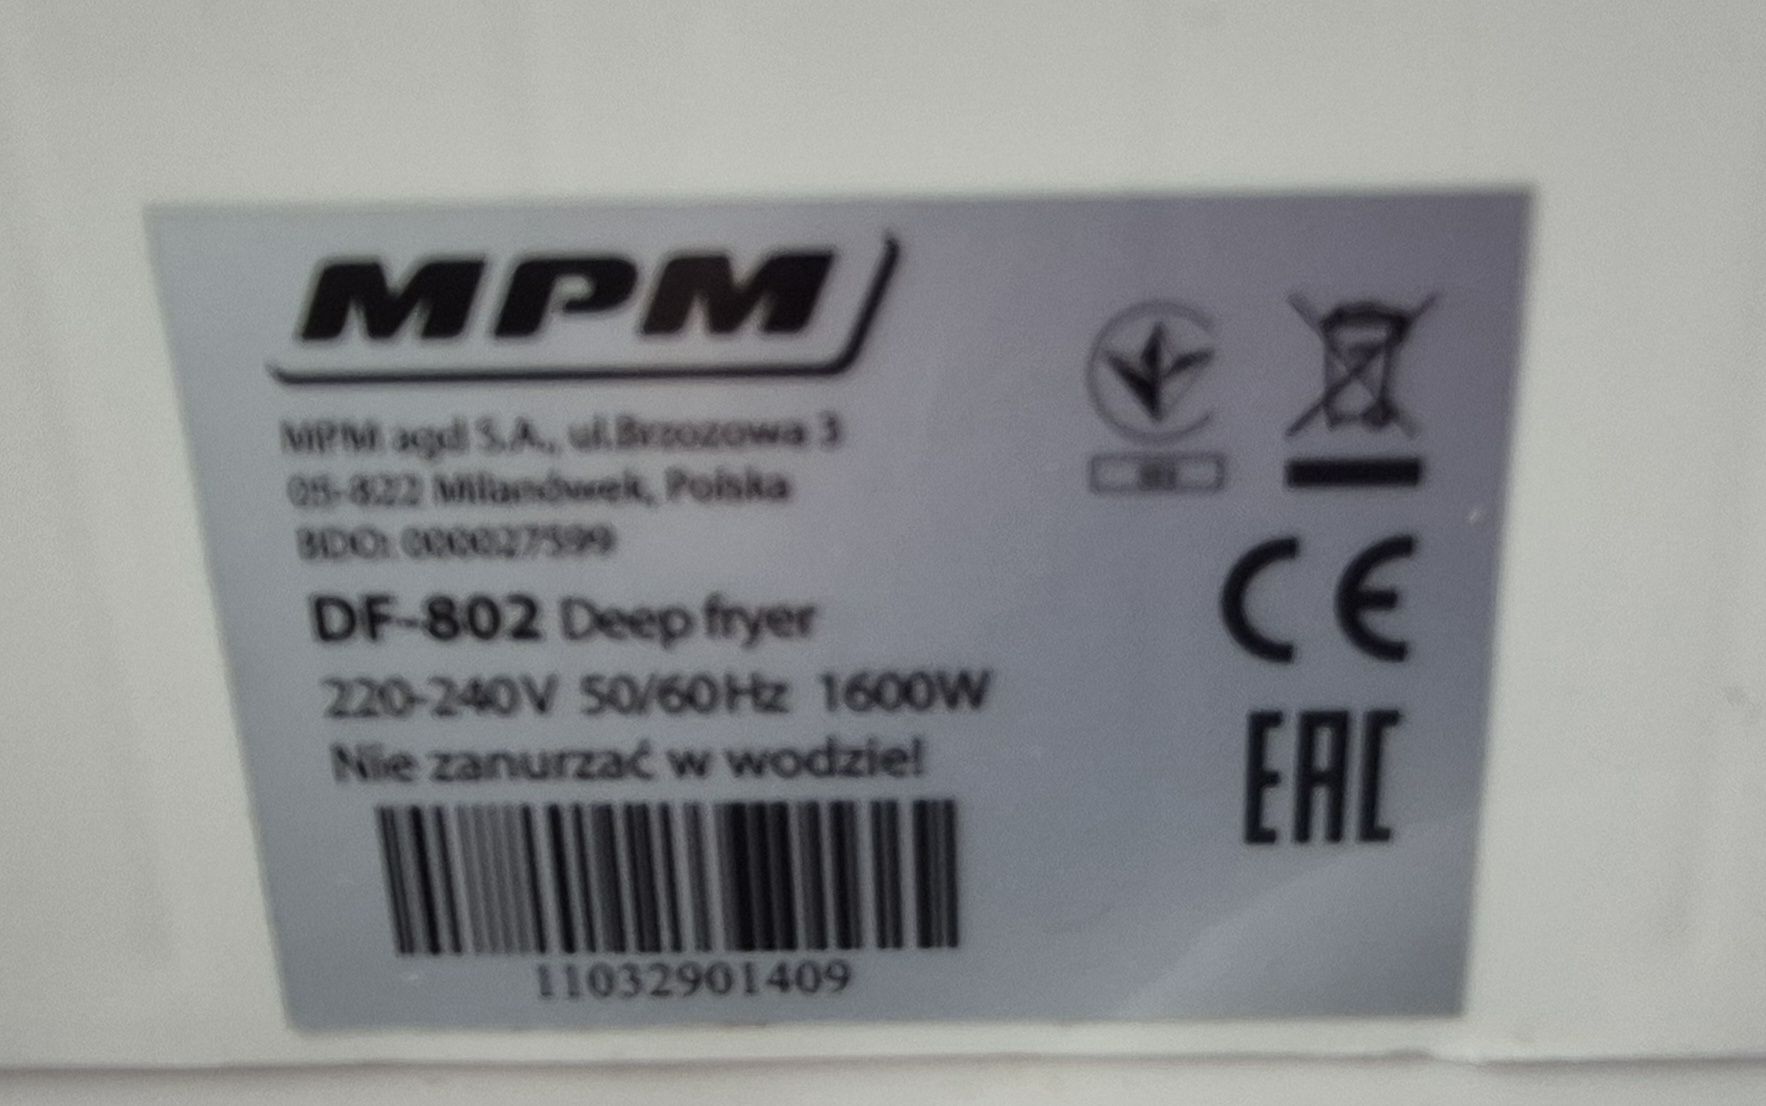 MPM
MPM agd S.A., ul.Brzozowa 3
05-822 Milanówek, Polska
BDO: 000027599
DF-802 Deep fryer
220-240V 50/60Hz 1600W
Nie zanurzać w wodzie!
11032901409
CE
EAC